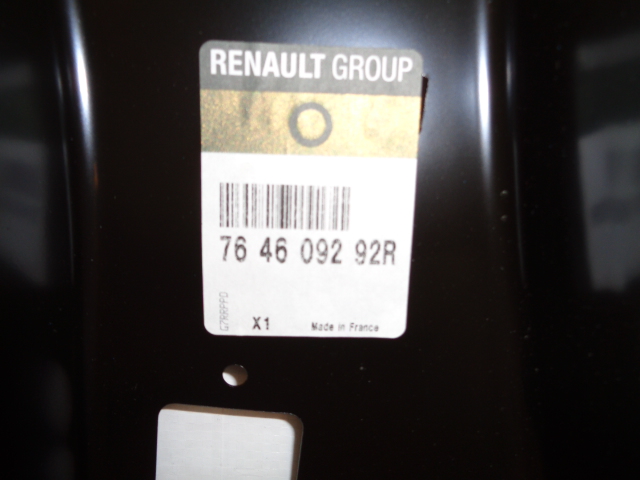 RENAULT GROUP
76 46 092 92R
X1
Made in France